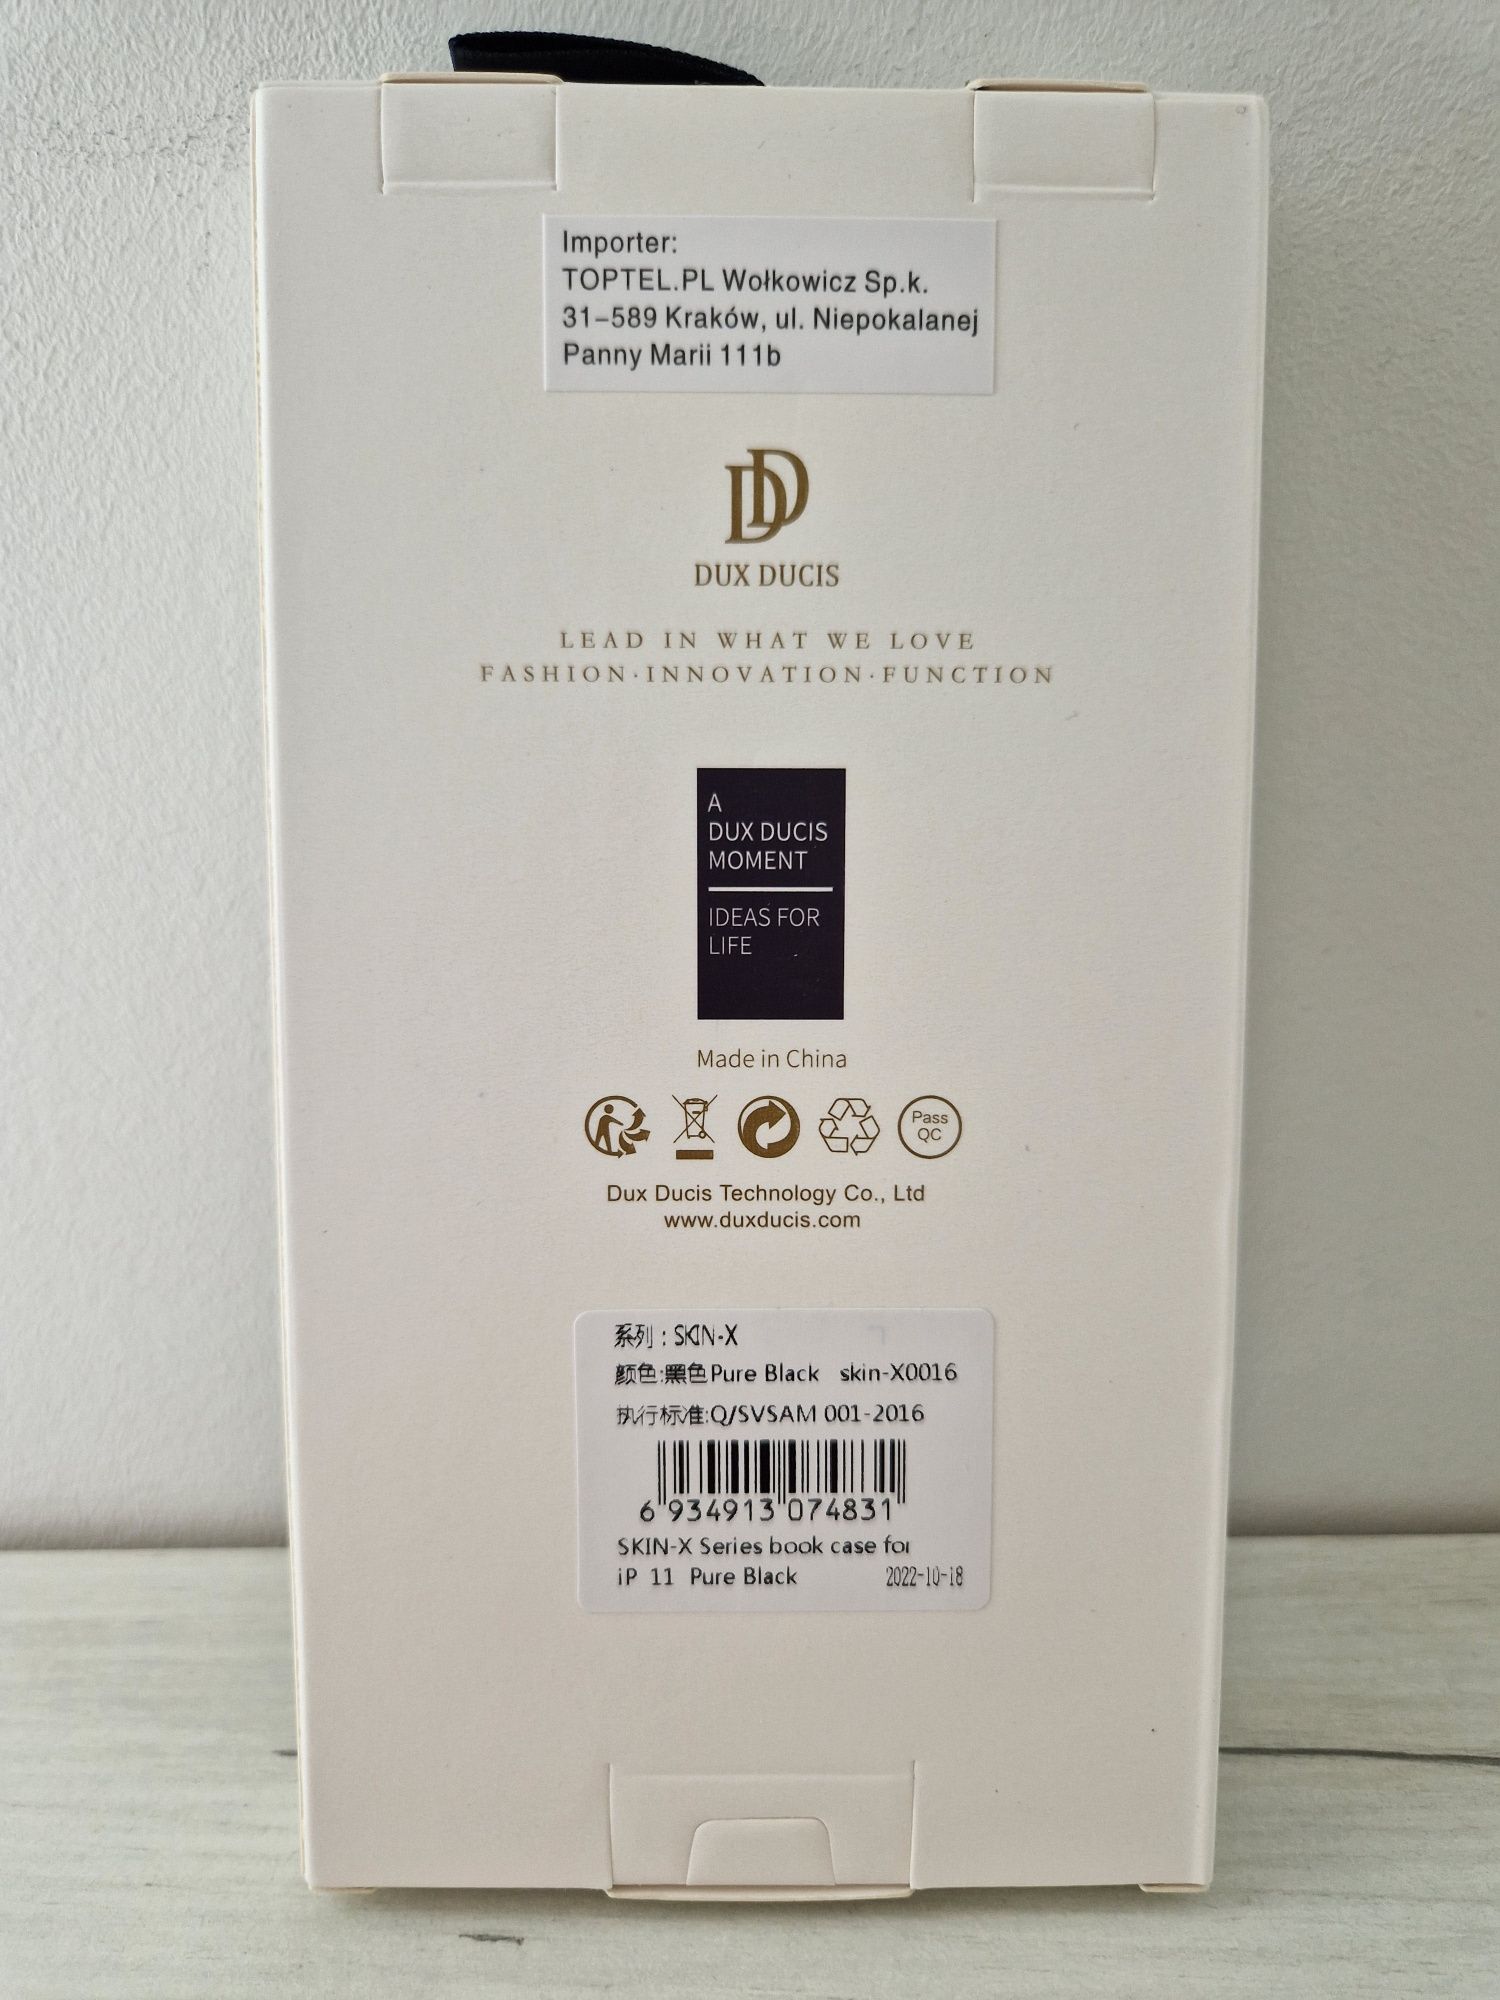 Importer:
TOPTEL.PL Wołkowicz Sp.k.
31-589 Kraków, ul. Niepokalanej
Panny Marii 111b
DD
DUX DUCIS
LEAD IN WHAT WE LOVE
FASHION·INNOVATION·FUNCTION
A
DUX DUCIS
MOMENT
IDEAS FOR
LIFE
Made in China
Pass
QC
Dux Ducis Technology Co., Ltd
www.duxducis.com
系列：SKIN-X
颜色:黑色Pure Black skin-X0016
执行标准:Q/SVSAM 001-2016
6 934913 074831
SKIN-X Series book case for
iP 11 Pure Black 2022-10-18